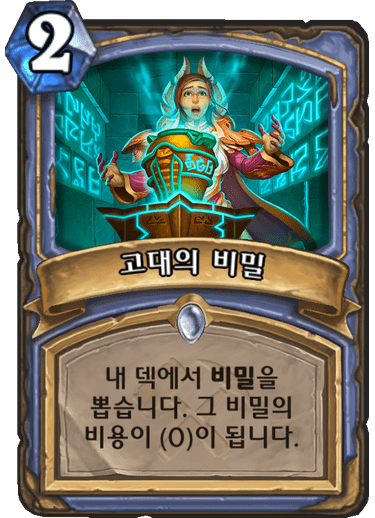 2
고대의 비밀
내 덱에서 비밀을
뽑습니다. 그 비밀의
비용이 (0)이 됩니다.